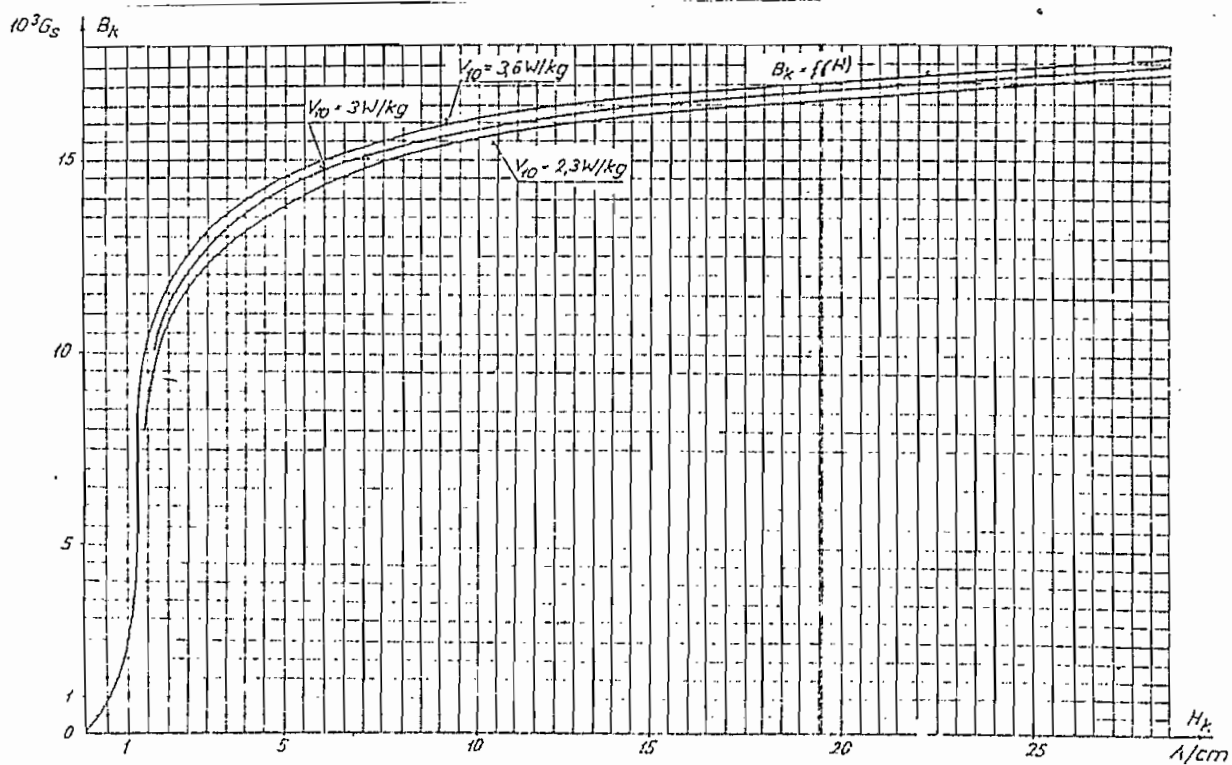 10³Gs B_k
V₁₀ = 3,6 W/kg
B_k = f(H)
V₁₀ = 3 W/kg
15
V₁₀ - 2,3 W/kg
10
5
1
0
1 5 10 15 20 25
H_k
A/cm